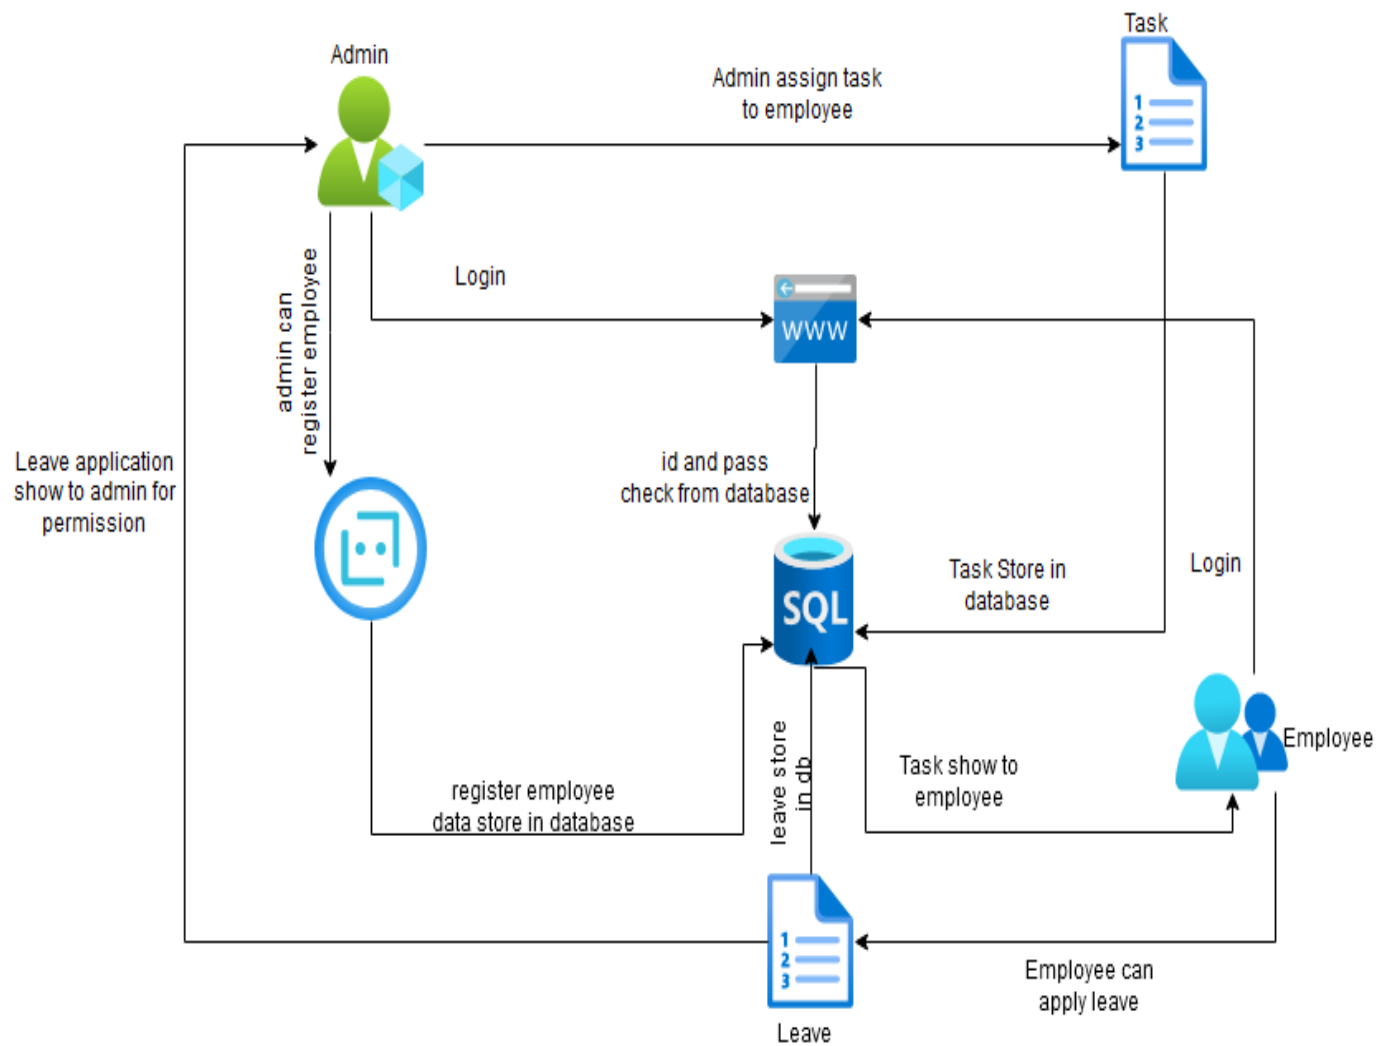 Task
Admin
Admin assign task
to employee
1
2
3
admin can
register employee
Login
www
Leave application
show to admin for
permission
id and pass
check from database
Task Store in
database
Login
SQL
Employee
leave store
in db
Task show to
employee
register employee
data store in database
1
2
3
Employee can
apply leave
Leave